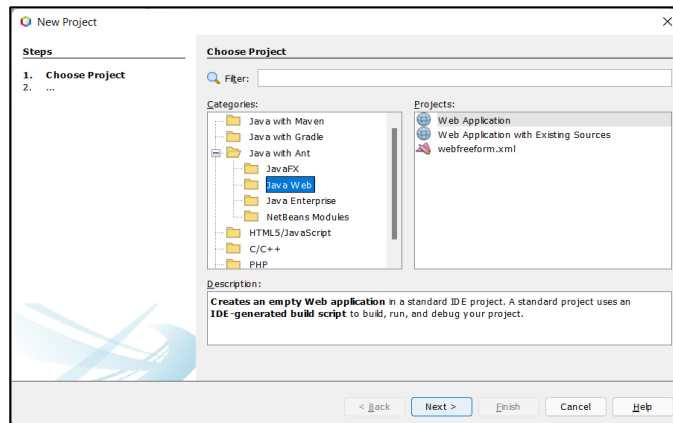 New Project
Steps
1. Choose Project
2. ...
Choose Project
Filter:
Categories:
Java with Maven
Java with Gradle
Java with Ant
JavaFX
Java Web
Java Enterprise
NetBeans Modules
HTML5/JavaScript
C/C++
PHP
Projects:
Web Application
Web Application with Existing Sources
webfreeform.xml
Description:
Creates an empty Web application in a standard IDE project. A standard project uses an
IDE-generated build script to build, run, and debug your project.
< Back Next > Finish Cancel Help